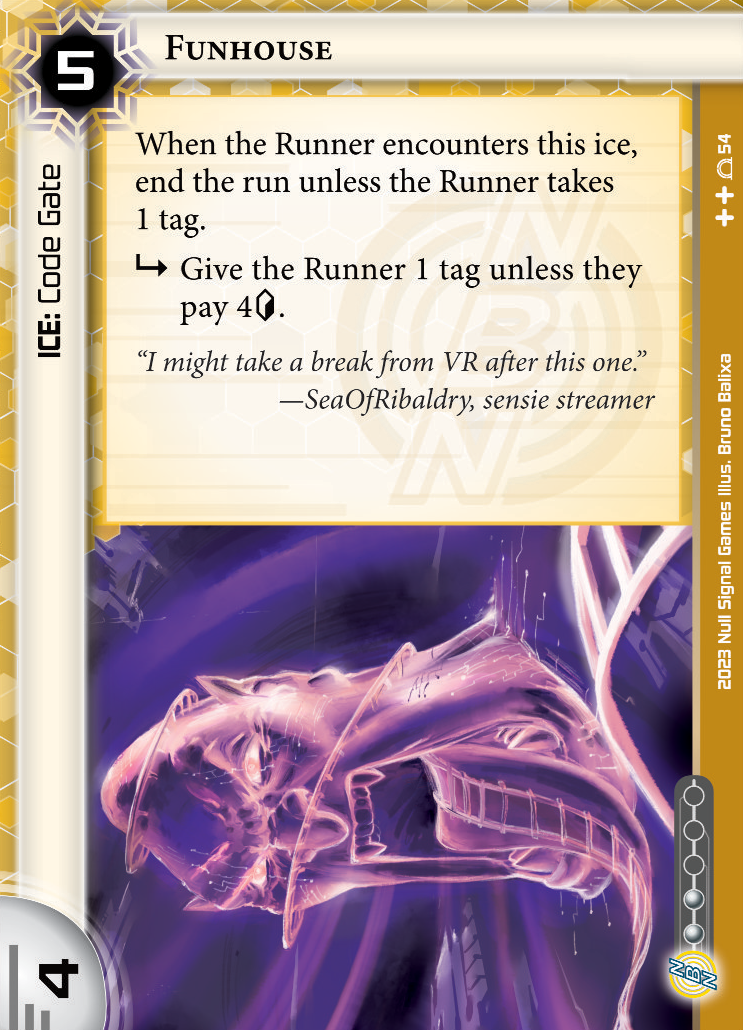 5
FUNHOUSE
ICE: Code Gate
When the Runner encounters this ice,
end the run unless the Runner takes
1 tag.
Give the Runner 1 tag unless they
pay 4.
“I might take a break from VR after this one.”
—SeaOfRibaldry, sensie streamer
NBN
54
2023 Null Signal Games Illus. Bruno Balixa
4
NBN